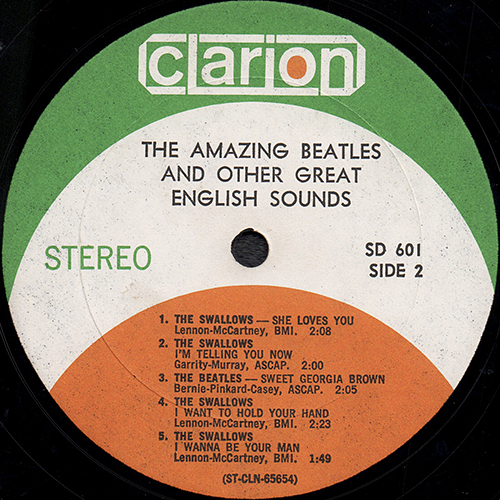 clarion
THE AMAZING BEATLES
AND OTHER GREAT
ENGLISH SOUNDS
STEREO
SD 601
SIDE 2
1. THE SWALLOWS — SHE LOVES YOU
Lennon-McCartney, BMI. 2:08
2. THE SWALLOWS
I'M TELLING YOU NOW
Garrity-Murray, ASCAP. 2:00
3. THE BEATLES — SWEET GEORGIA BROWN
Bernie-Pinkard-Casey, ASCAP. 2:05
4. THE SWALLOWS
I WANT TO HOLD YOUR HAND
Lennon-McCartney, BMI. 2:23
5. THE SWALLOWS
I WANNA BE YOUR MAN
Lennon-McCartney, BMI. 1:49
(ST-CLN-65654)